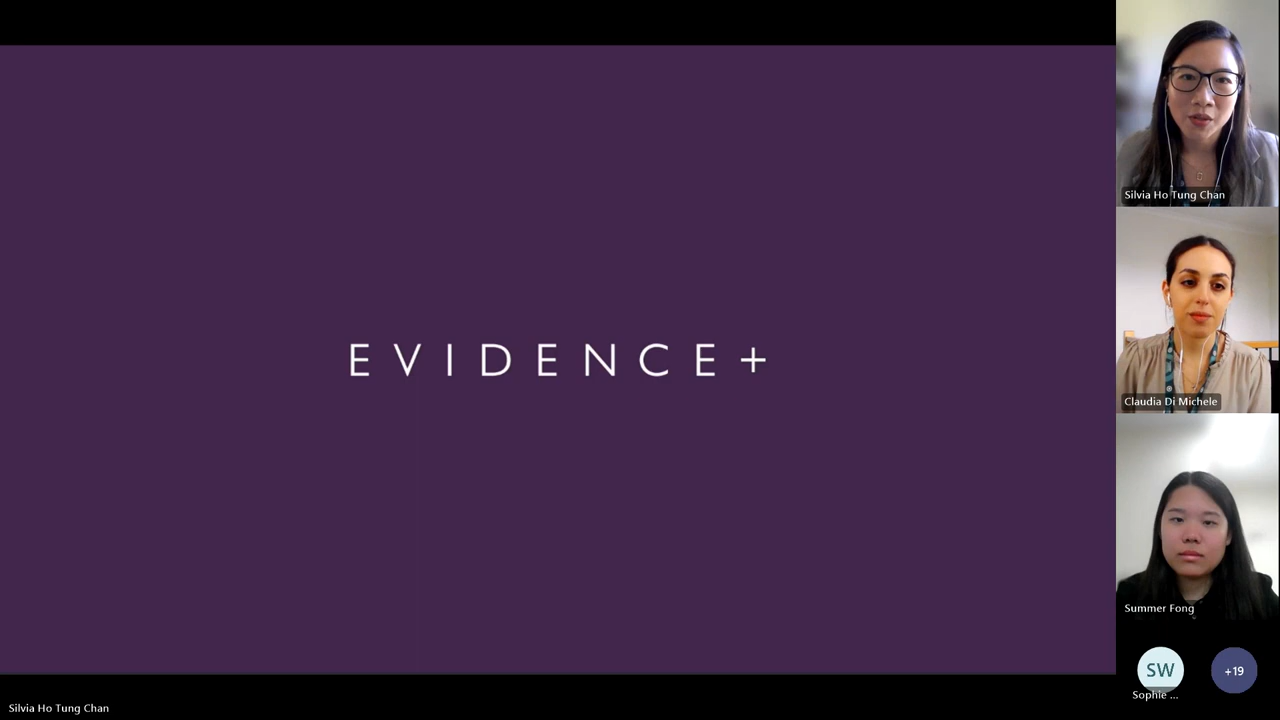 EVIDENCE+
Silvia Ho Tung Chan
Claudia Di Michele
Summer Fong
SW
+19
Sophie ...
Silvia Ho Tung Chan